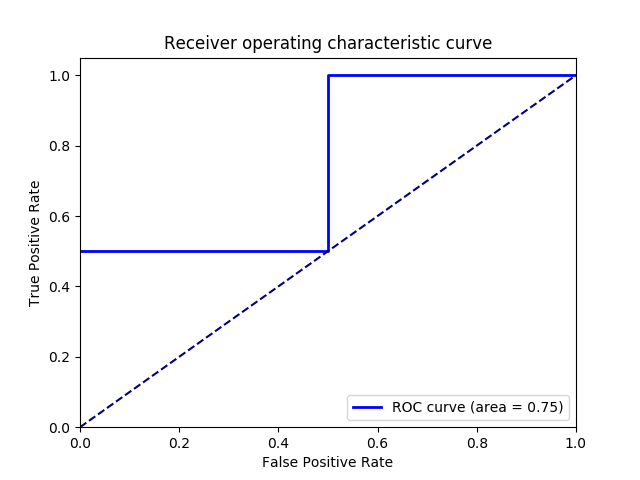 Receiver operating characteristic curve
True Positive Rate
1.0
0.8
0.6
0.4
0.2
0.0
ROC curve (area = 0.75)
0.0 0.2 0.4 0.6 0.8 1.0
False Positive Rate